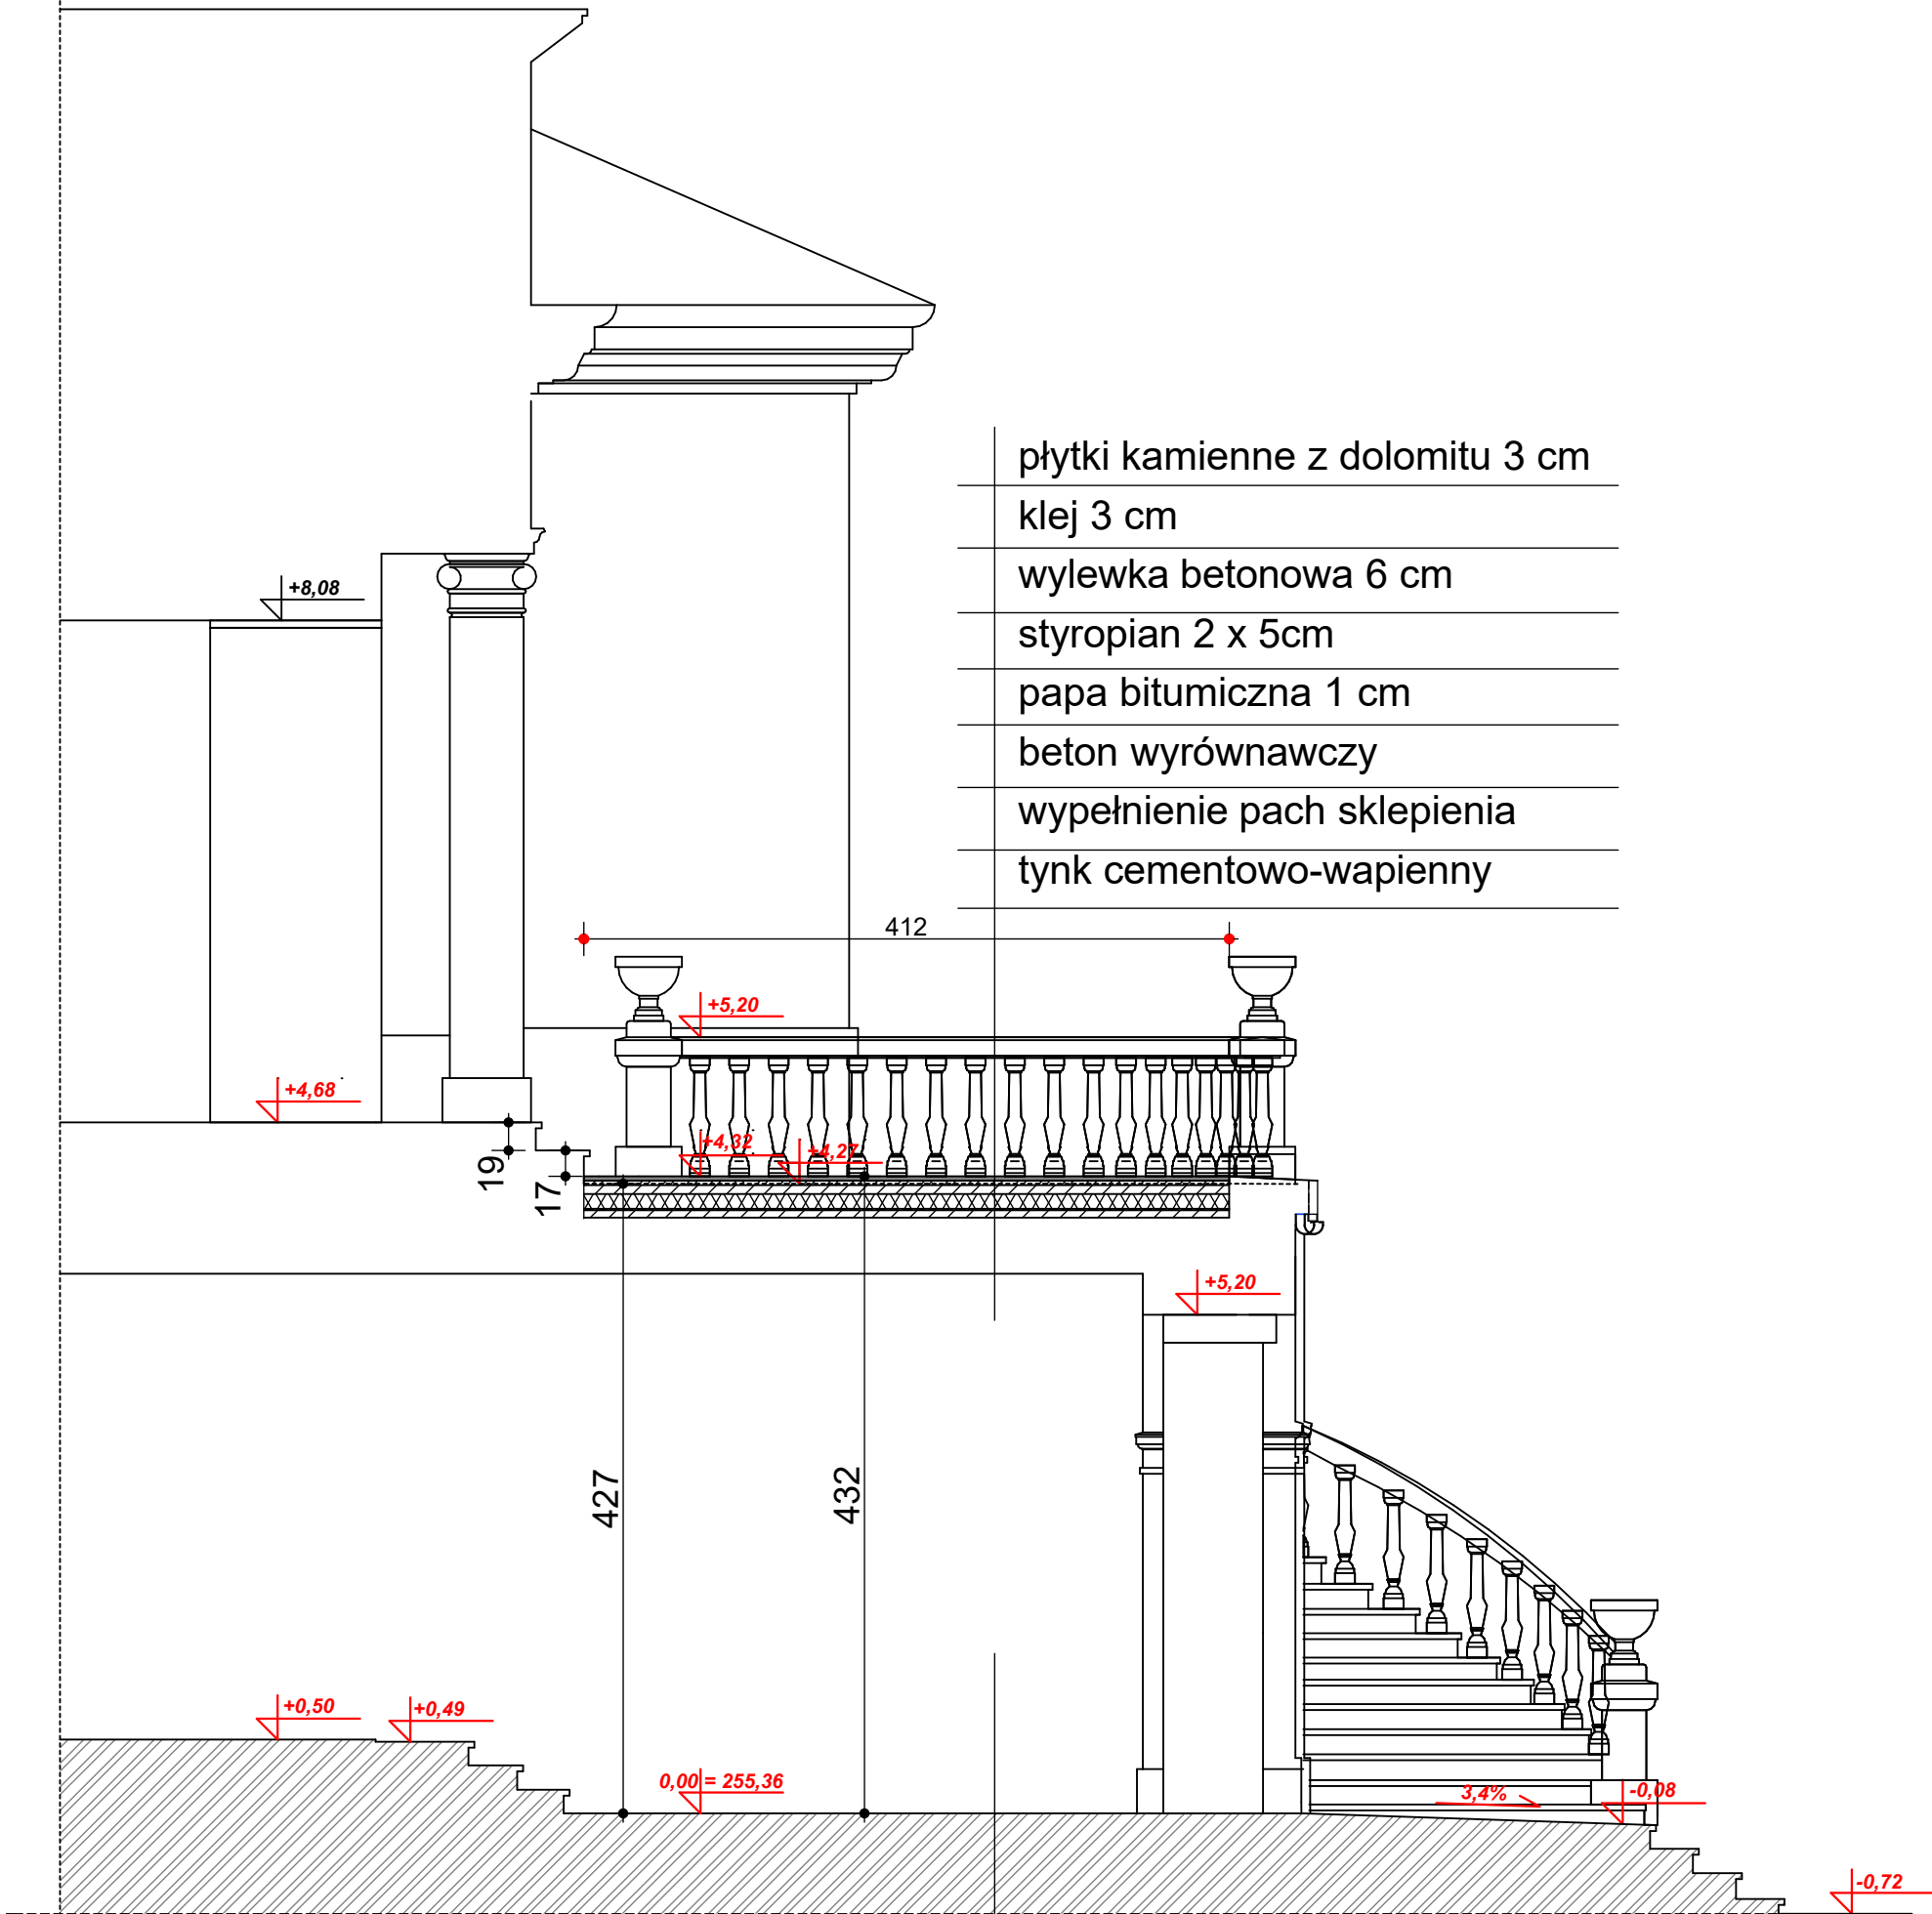 płytki kamienne z dolomitu 3 cm
klej 3 cm
wylewka betonowa 6 cm
+8,08
styropian 2 x 5cm
papa bitumiczna 1 cm
beton wyrównawczy
wypełnienie pach sklepienia
tynk cementowo-wapienny
412
+5,20
+4,68
+4,32
+4,27
19
17
+5,20
427
432
+0,50
+0,49
0,00 = 255,36
3,4%
-0,08
-0,72